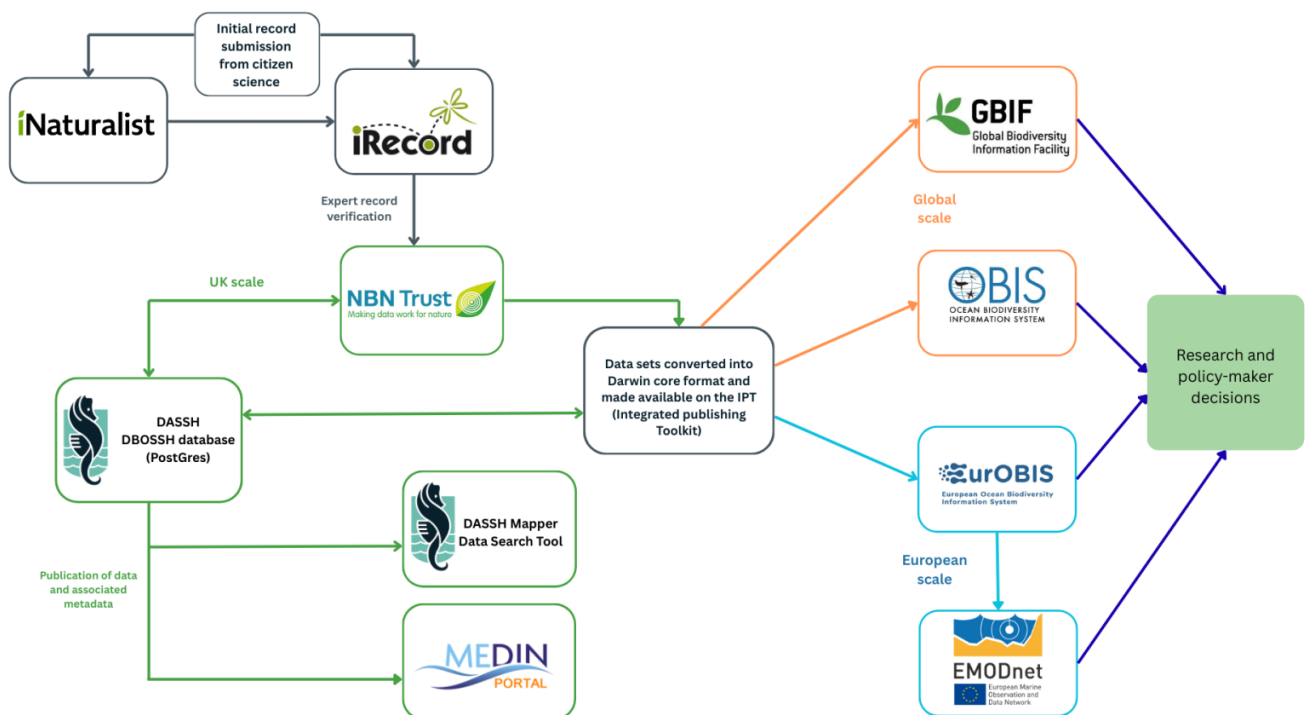 Initial record
submission
from citizen
science
iNaturalist
iRecord
Expert record
verification
UK scale
NBN Trust
Making data work for nature
DASSH
DBOSSH database
(PostGres)
Data sets converted into
Darwin core format and
made available on the IPT
(Integrated publishing
Toolkit)
DASSH Mapper
Data Search Tool
Publication of data
and associated
metadata
MEDIN
PORTAL
GBIF
Global Biodiversity
Information Facility
Global
scale
OBIS
OCEAN BIODIVERSITY
INFORMATION SYSTEM
EurOBIS
European Ocean Biodiversity
Information System
European
scale
EMODnet
European Marine
Observation and
Data Network
Research and
policy-maker
decisions